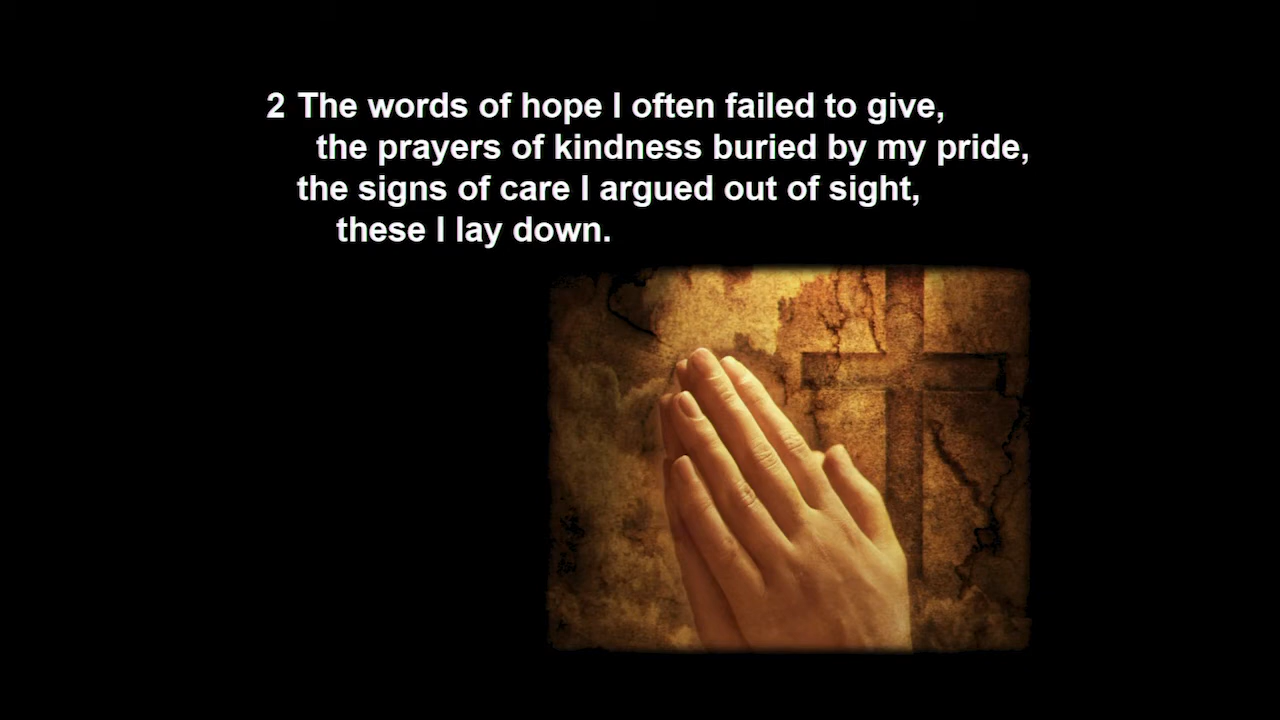 2 The words of hope I often failed to give,
the prayers of kindness buried by my pride,
the signs of care I argued out of sight,
these I lay down.